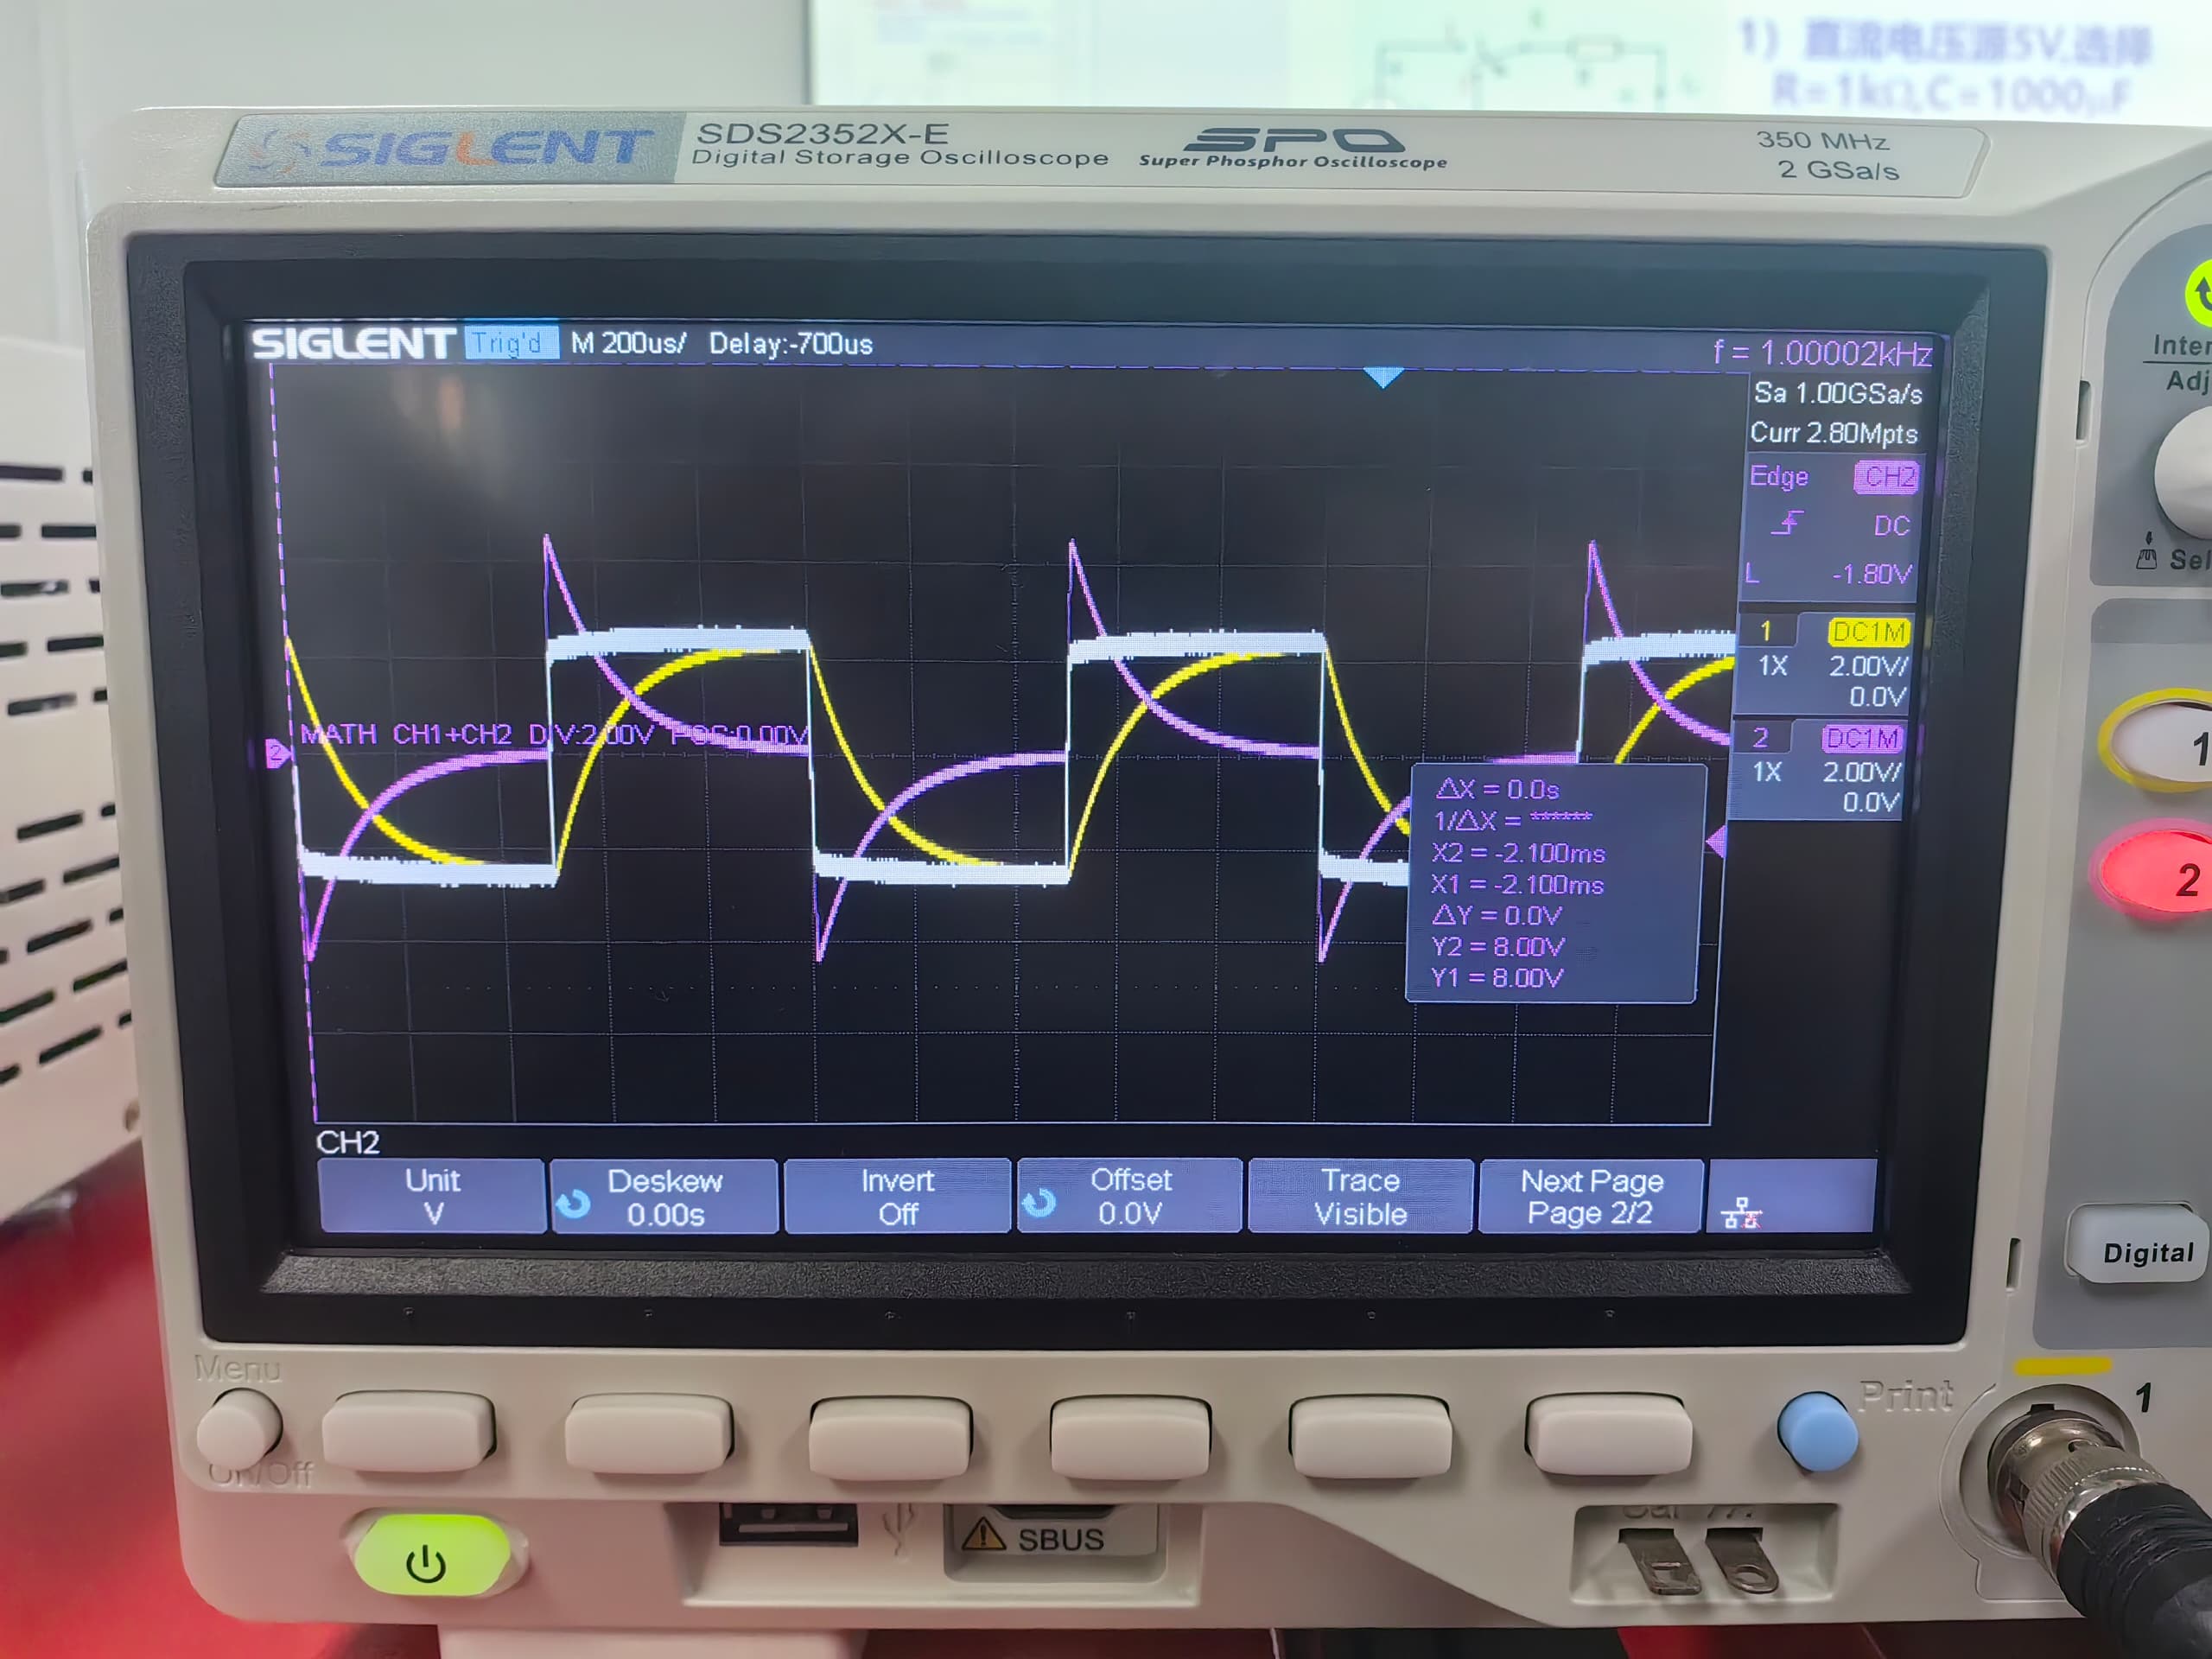 1）直流电压源5V,选择
R=1kΩ,C=1000μF
SIGLENT
SDS2352X-E
Digital Storage Oscilloscope
SPO
Super Phosphor Oscilloscope
350 MHz
2 GSa/s
SIGLENT Trig'd M 200us/ Delay:-700us
f = 1.00002kHz
Sa 1.00GSa/s
Curr 2.80Mpts
Edge CH2
DC
L -1.80V
1 DC1M
1X 2.00V/
0.0V
2 DC1M
1X 2.00V/
0.0V
2
MATH CH1+CH2 DIV:2.00V POS:0.00V
ΔX = 0.0s
1/ΔX = ******
X2 = -2.100ms
X1 = -2.100ms
ΔY = 0.0V
Y2 = 8.00V
Y1 = 8.00V
CH2
Unit
V
Deskew
0.00s
Invert
Off
Offset
0.0V
Trace
Visible
Next Page
Page 2/2
Inter
Adj
Sel
1
2
Digital
Menu
On/Off
Print
1
SBUS
Cal